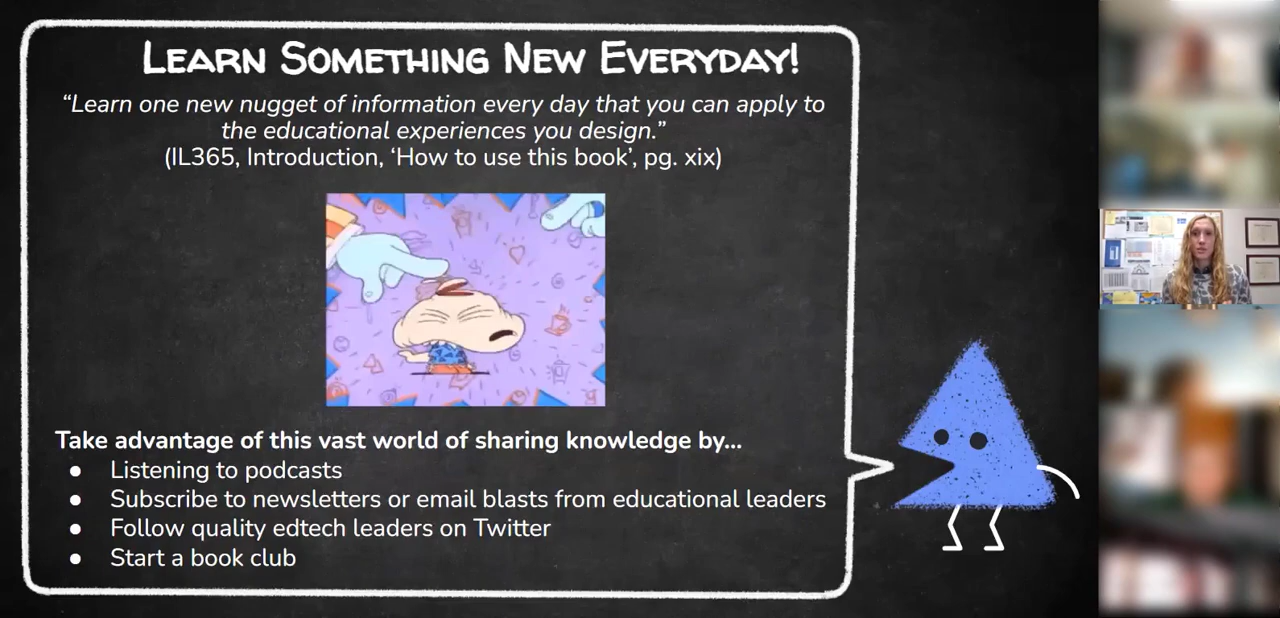 Learn Something New Everyday!
“Learn one new nugget of information every day that you can apply to
the educational experiences you design.”
(IL365, Introduction, ‘How to use this book’, pg. xix)
Take advantage of this vast world of sharing knowledge by...
● Listening to podcasts
● Subscribe to newsletters or email blasts from educational leaders
● Follow quality edtech leaders on Twitter
● Start a book club